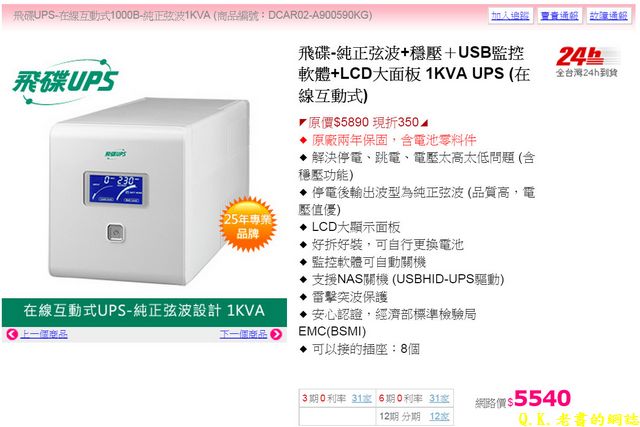 飛碟UPS-在線互動式1000B-純正弦波1KVA (商品編號：DCAR02-A900590KG)
加入追蹤
賣貴通報
故障通報
飛碟UPS
飛碟UPS
0 230
25年專業
品牌
在線互動式UPS-純正弦波設計 1KVA
上一個商品
下一個商品
飛碟-純正弦波+穩壓＋USB監控
軟體+LCD大面板 1KVA UPS (在
線互動式)
24h
全台灣24h到貨
◤原價$5890 現折350◢
◆ 原廠兩年保固，含電池零料件
◆ 解決停電、跳電、電壓太高太低問題 (含
穩壓功能)
◆ 停電後輸出波型為純正弦波 (品質高，電
壓值優)
◆ LCD大顯示面板
◆ 好拆好裝，可自行更換電池
◆ 監控軟體可自動關機
◆ 支援NAS關機 (USBHID-UPS驅動)
◆ 雷擊突波保護
◆ 安心認證，經濟部標準檢驗局
EMC(BSMI)
◆ 可以接的插座：8個
3期0利率 31家 6期0利率 31家
12期分期 12家
網路價$5540
Q.K.老書的網誌